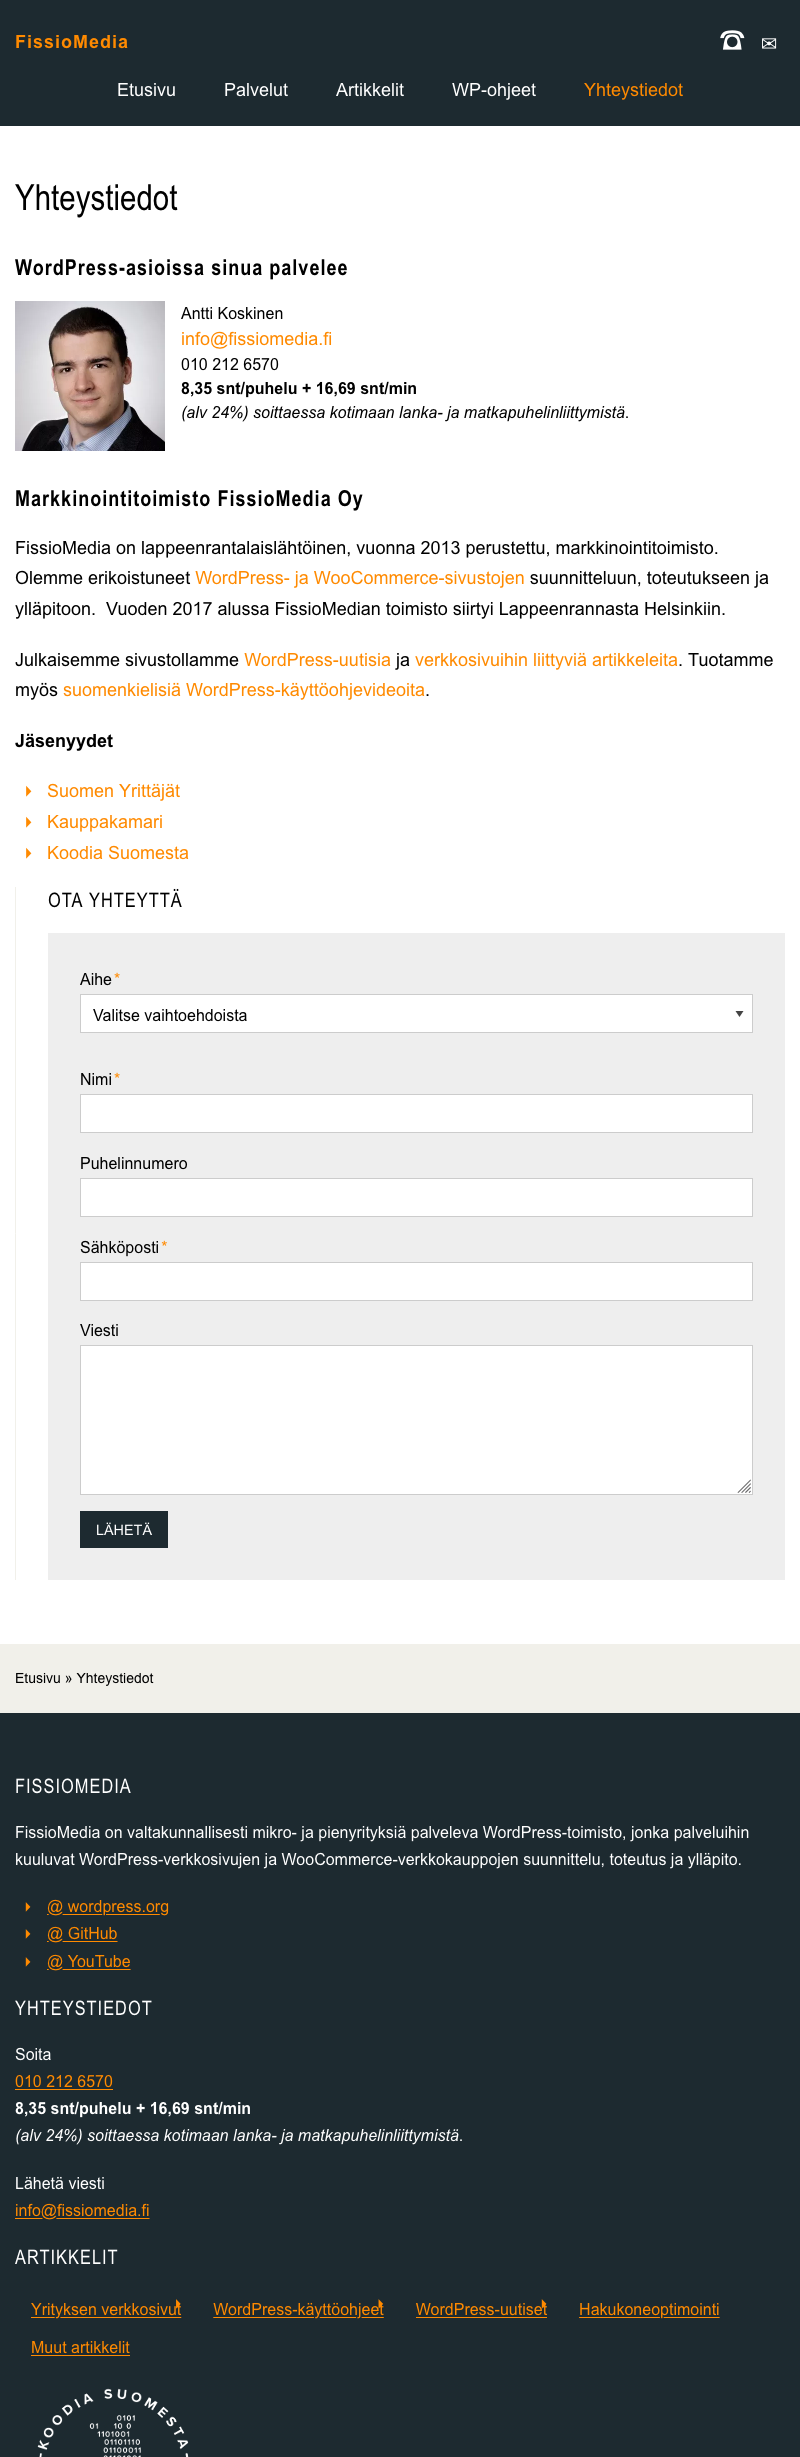 FissioMedia
Etusivu Palvelut Artikkelit WP-ohjeet Yhteystiedot
Yhteystiedot
WordPress-asioissa sinua palvelee
Antti Koskinen
info@fissiomedia.fi
010 212 6570
8,35 snt/puhelu + 16,69 snt/min
(alv 24%) soittaessa kotimaan lanka- ja matkapuhelinliittymistä.
Markkinointitoimisto FissioMedia Oy
FissioMedia on lappeenrantalaislähtöinen, vuonna 2013 perustettu, markkinointitoimisto.
Olemme erikoistuneet WordPress- ja WooCommerce-sivustojen suunnitteluun, toteutukseen ja
ylläpitoon.  Vuoden 2017 alussa FissioMedian toimisto siirtyi Lappeenrannasta Helsinkiin.
Julkaisemme sivustollamme WordPress-uutisia ja verkkosivuihin liittyviä artikkeleita. Tuotamme
myös suomenkielisiä WordPress-käyttöohjevideoita.
Jäsenyydet
Suomen Yrittäjät
Kauppakamari
Koodia Suomesta
OTA YHTEYTTÄ
Aihe *
Valitse vaihtoehdoista
Nimi *
Puhelinnumero
Sähköposti *
Viesti
LÄHETÄ
Etusivu » Yhteystiedot
FISSIOMEDIA
FissioMedia on valtakunnallisesti mikro- ja pienyrityksiä palveleva WordPress-toimisto, jonka palveluihin
kuuluvat WordPress-verkkosivujen ja WooCommerce-verkkokauppojen suunnittelu, toteutus ja ylläpito.
@ wordpress.org
@ GitHub
@ YouTube
YHTEYSTIEDOT
Soita
010 212 6570
8,35 snt/puhelu + 16,69 snt/min
(alv 24%) soittaessa kotimaan lanka- ja matkapuhelinliittymistä.
Lähetä viesti
info@fissiomedia.fi
ARTIKKELIT
Yrityksen verkkosivut WordPress-käyttöohjeet WordPress-uutiset Hakukoneoptimointi
Muut artikkelit
KOODIA SUOMESTA
0101
01 10 0
1101001
01101110
01100011